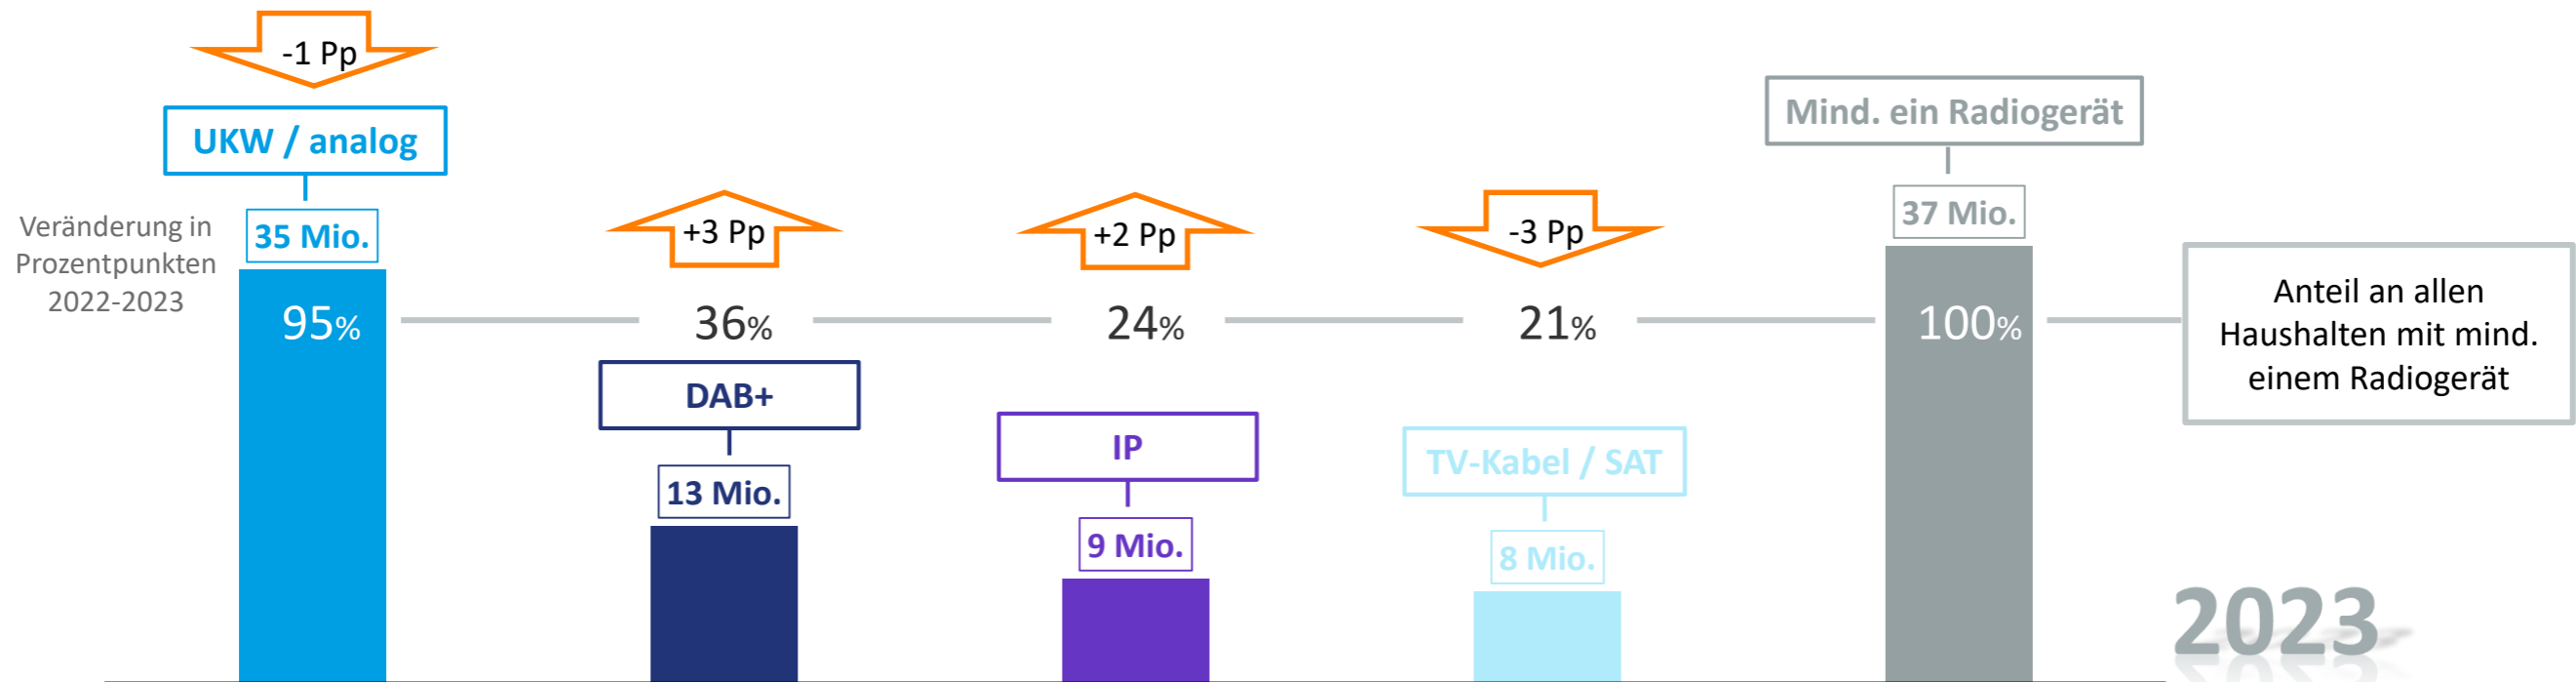 -1 Pp
UKW / analog
Veränderung in
Prozentpunkten
2022-2023
35 Mio.
95%
+3 Pp
36%
DAB+
13 Mio.
+2 Pp
24%
IP
9 Mio.
-3 Pp
21%
TV-Kabel / SAT
8 Mio.
Mind. ein Radiogerät
37 Mio.
100%
Anteil an allen
Haushalten mit mind.
einem Radiogerät
2023